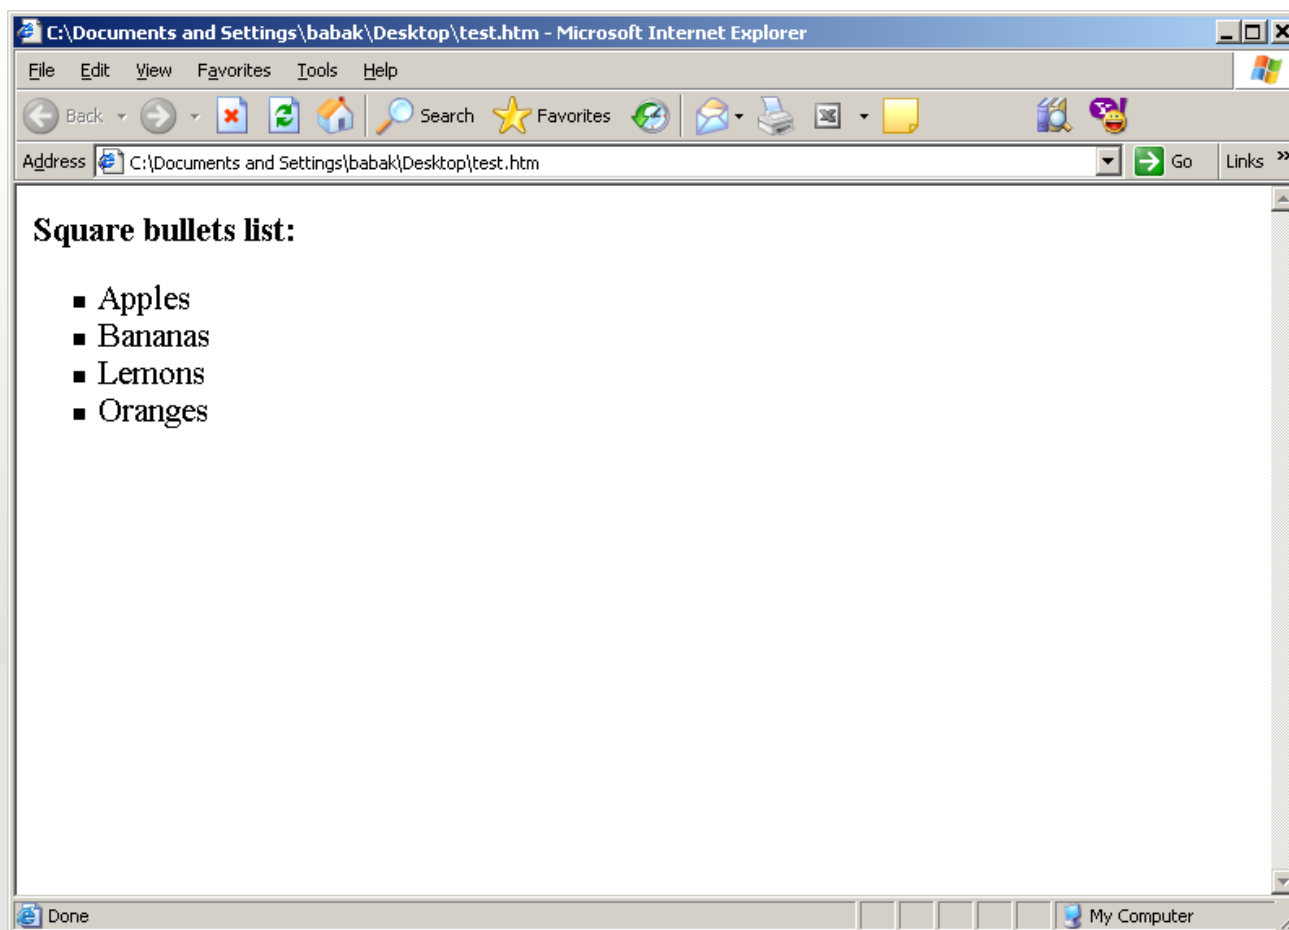 C:\Documents and Settings\babak\Desktop\test.htm - Microsoft Internet Explorer
File Edit View Favorites Tools Help
Back Search Favorites
Address C:\Documents and Settings\babak\Desktop\test.htm Go Links »
Square bullets list:
▪ Apples
▪ Bananas
▪ Lemons
▪ Oranges
Done My Computer